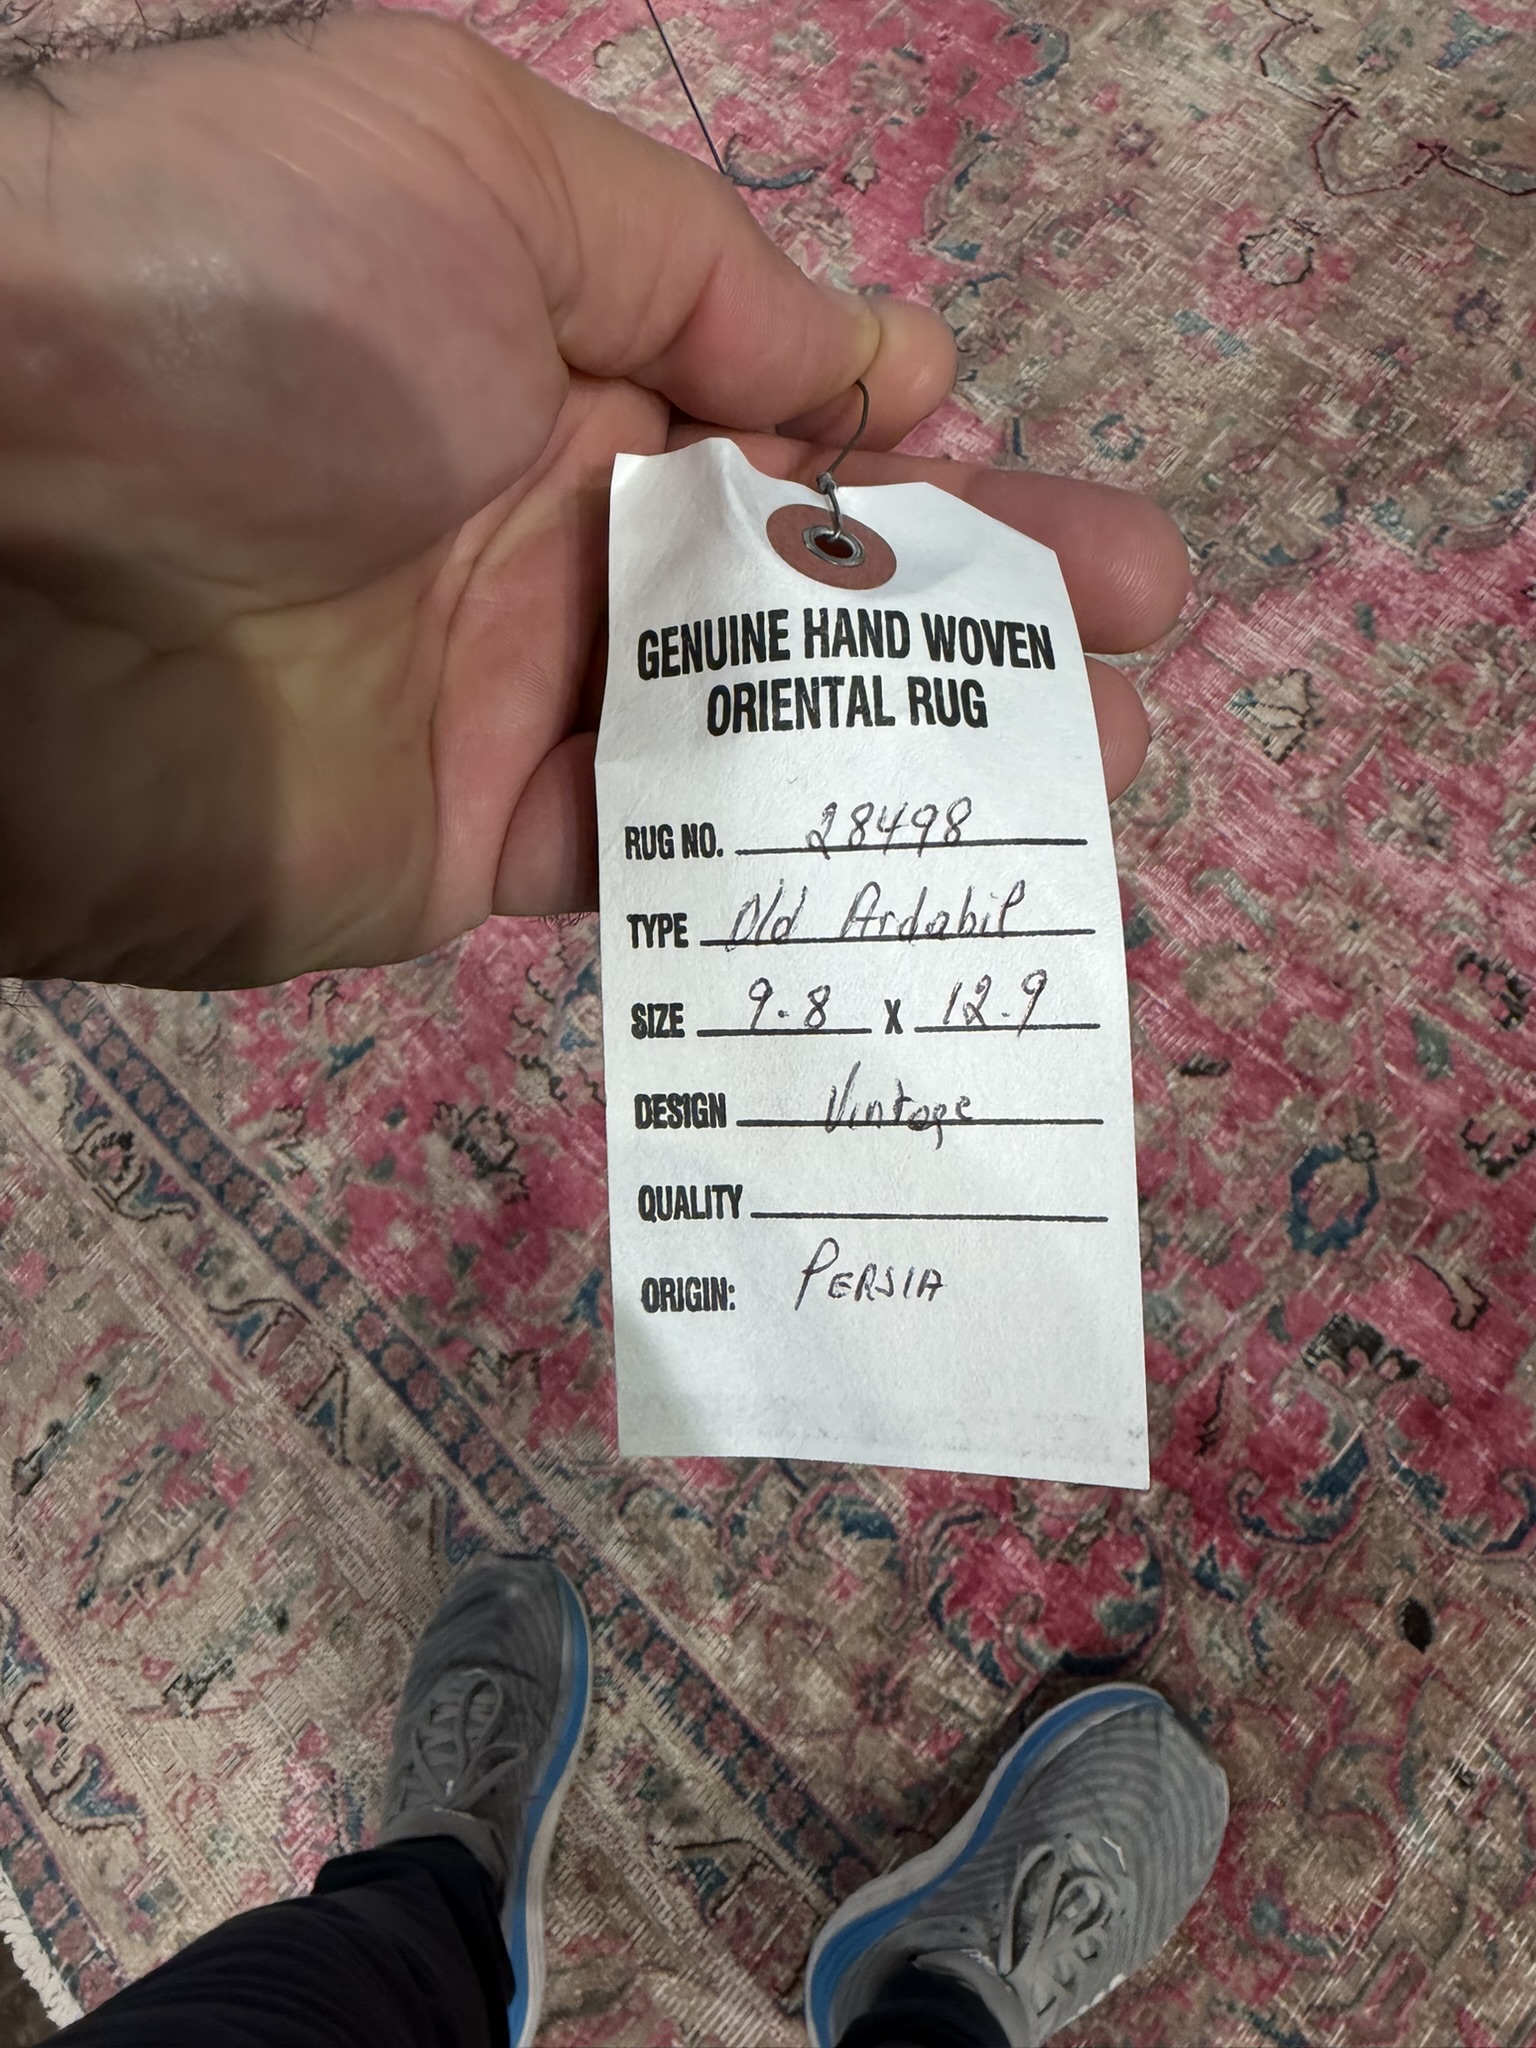 GENUINE HAND WOVEN
ORIENTAL RUG
RUG NO. 28498
TYPE Old Ardabil
SIZE 9.8 X 12.9
DESIGN Vintage
QUALITY
ORIGIN: PERSIA